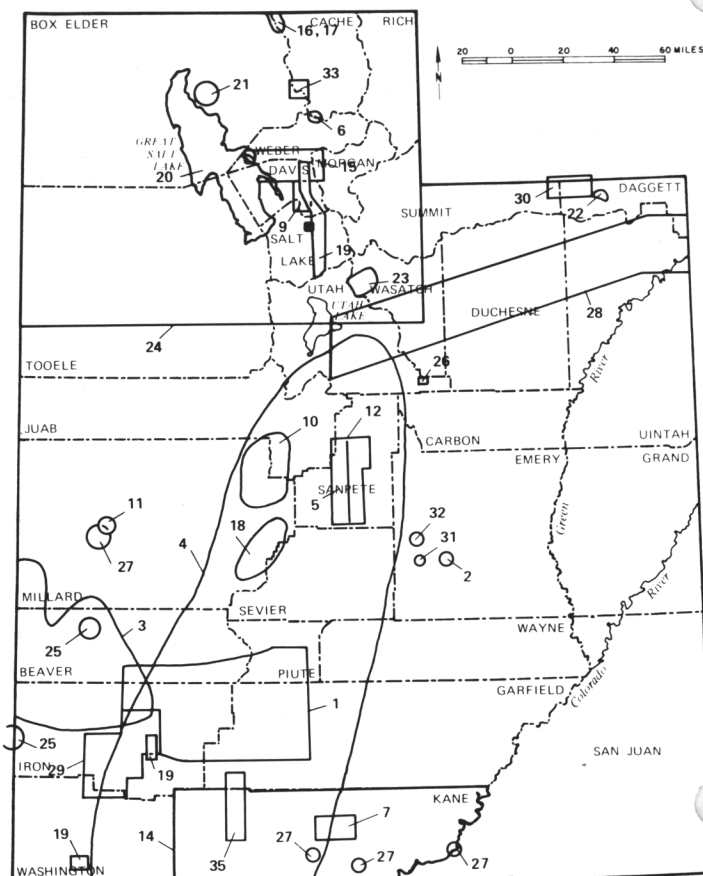 BOX ELDER
CACHE
RICH
16, 17
20 0 20 40 60 MILES
N
33
21
6
GREAT
SALT
LAKE
WEBER
DAVIS
MORGAN
15
20
DAGGETT
30
22
9
SUMMIT
SALT
LAKE
19
23
UTAH
WASATCH
UTAH
LAKE
DUCHESNE
28
24
River
TOOELE
26
JUAB
10
12
CARBON
UINTAH
EMERY
GRAND
SANPETE
5
11
32
Green
18
4
31
2
27
River
MILLARD
3
SEVIER
25
WAYNE
BEAVER
PIUTE
GARFIELD
Colorado
1
25
SAN JUAN
IRON
29
19
KANE
7
19
14
35
27
27
27
WASHINGTON